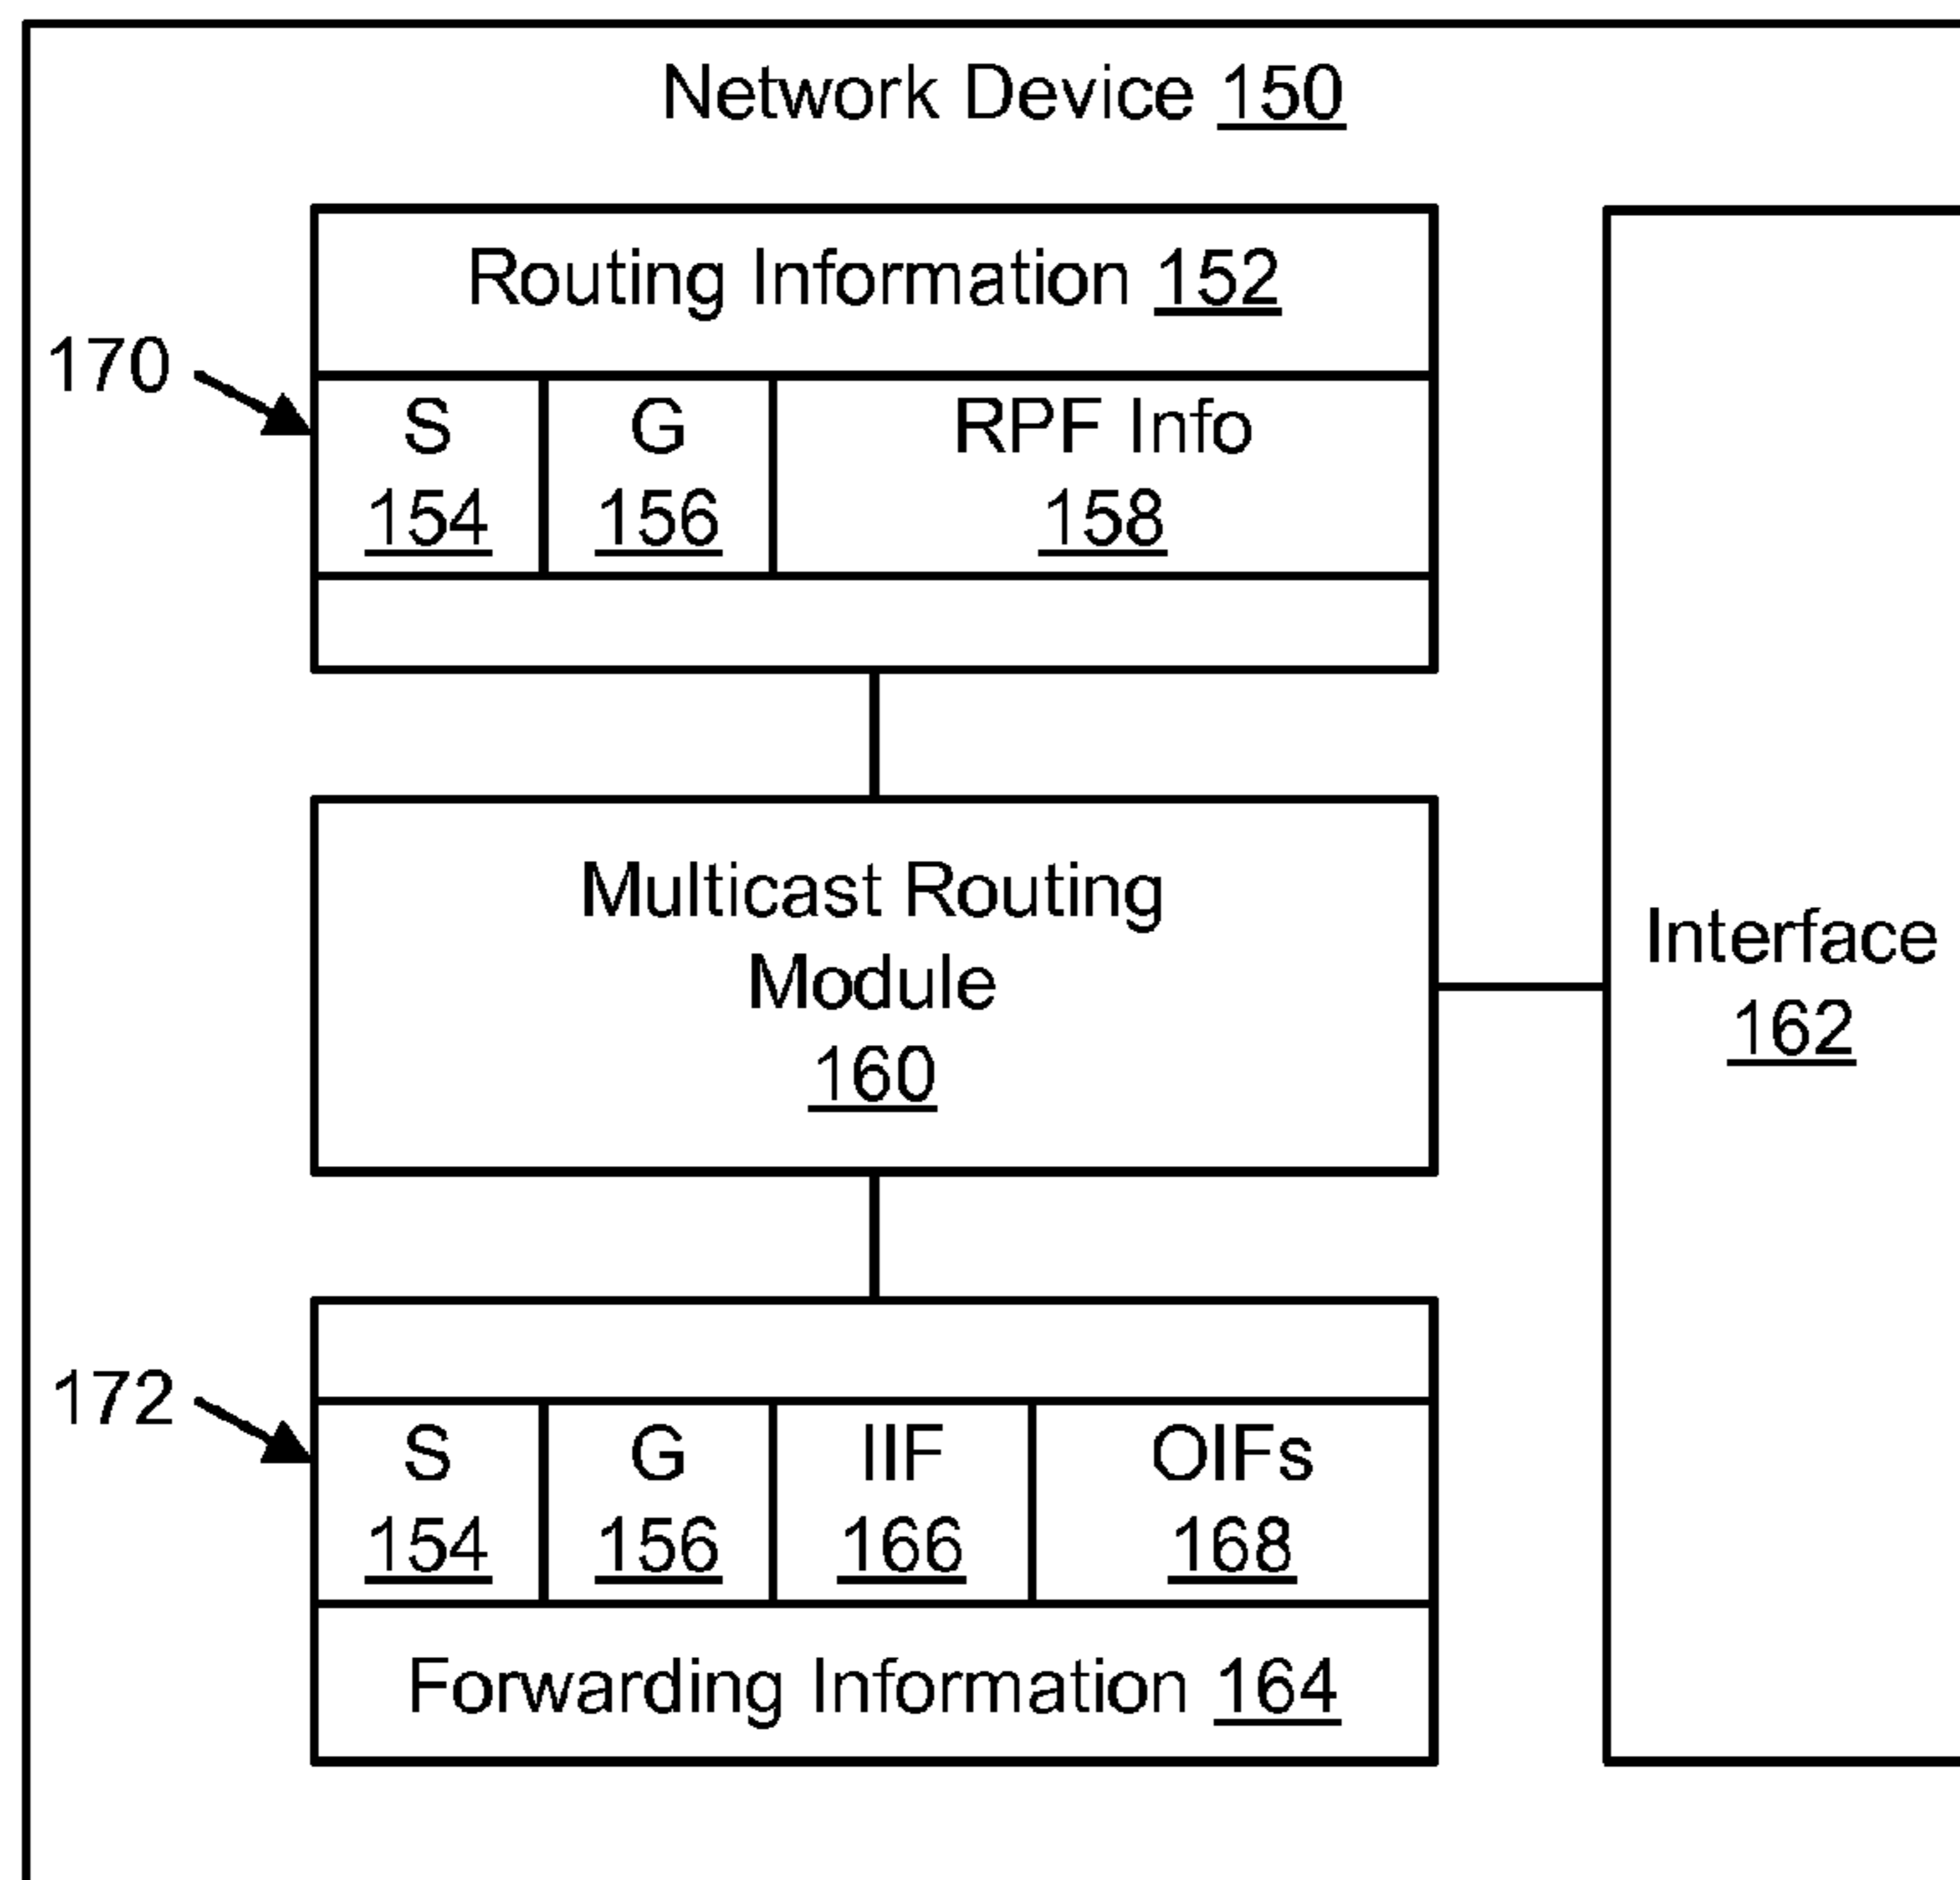 Network Device 150
Routing Information 152
170
S
154
G
156
RPF Info
158
Multicast Routing
Module
160
Interface
162
172
S
154
G
156
IIF
166
OIFs
168
Forwarding Information 164